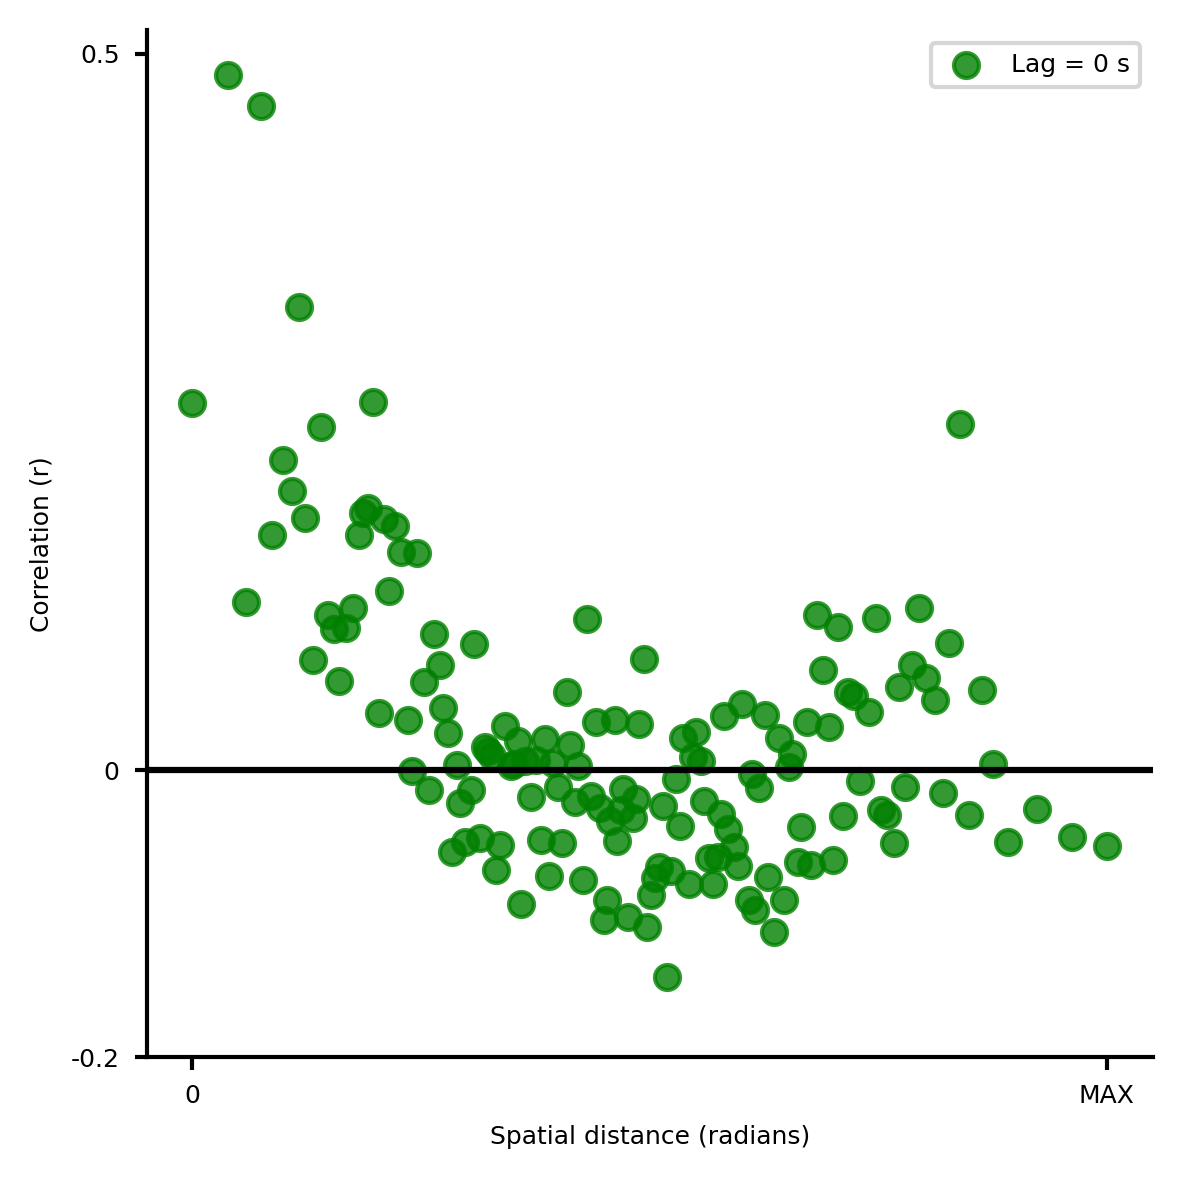 0.5
Lag = 0 s
Correlation (r)
0
-0.2
0
MAX
Spatial distance (radians)